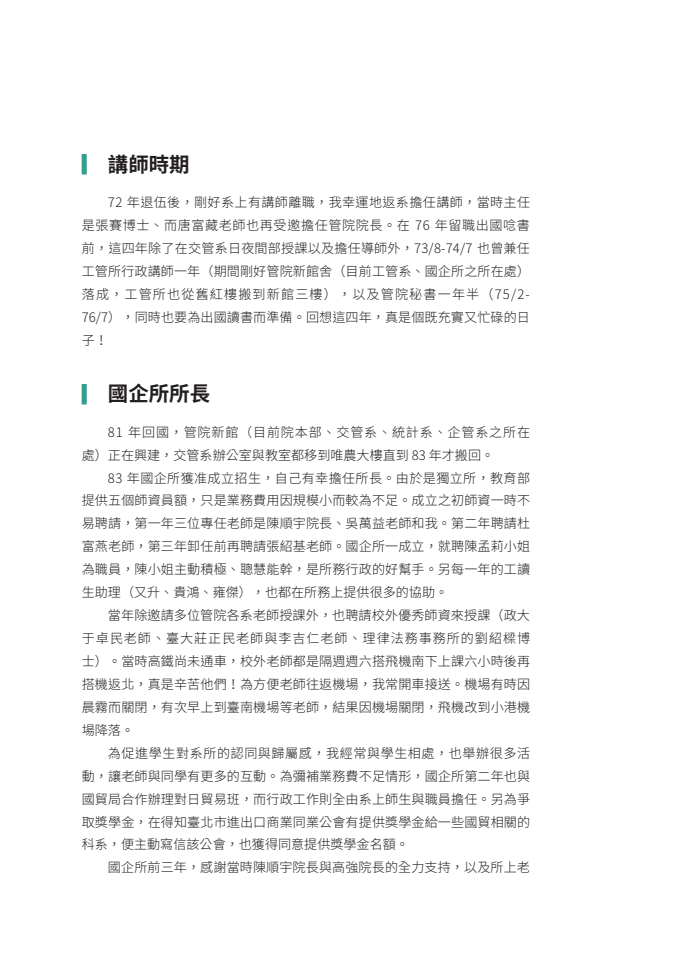 講師時期
72 年退伍後，剛好系上有講師離職，我幸運地返系擔任講師，當時主任
是張賽博士、而唐富藏老師也再受邀擔任管院院長。在 76 年留職出國唸書
前，這四年除了在交管系日夜間部授課以及擔任導師外，73/8-74/7 也曾兼任
工管所行政講師一年（期間剛好管院新館舍（目前工管系、國企所之所在處）
落成，工管所也從舊紅樓搬到新館三樓），以及管院秘書一年半（75/2-
76/7），同時也要為出國讀書而準備。回想這四年，真是個既充實又忙碌的日
子！
國企所所長
81 年回國，管院新館（目前院本部、交管系、統計系、企管系之所在
處）正在興建，交管系辦公室與教室都移到唯農大樓直到 83 年才搬回。
83 年國企所獲准成立招生，自己有幸擔任所長。由於是獨立所，教育部
提供五個師資員額，只是業務費用因規模小而較為不足。成立之初師資一時不
易聘請，第一年三位專任老師是陳順宇院長、吳萬益老師和我。第二年聘請杜
富燕老師，第三年卸任前再聘請張紹基老師。國企所一成立，就聘陳孟莉小姐
為職員，陳小姐主動積極、聰慧能幹，是所務行政的好幫手。另每一年的工讀
生助理（又升、貴鴻、雍傑），也都在所務上提供很多的協助。
當年除邀請多位管院各系老師授課外，也聘請校外優秀師資來授課（政大
于卓民老師、臺大莊正民老師與李吉仁老師、理律法務事務所的劉紹樑博
士）。當時高鐵尚未通車，校外老師都是隔週週六搭飛機南下上課六小時後再
搭機返北，真是辛苦他們！為方便老師往返機場，我常開車接送。機場有時因
晨霧而關閉，有次早上到臺南機場等老師，結果因機場關閉，飛機改到小港機
場降落。
為促進學生對系所的認同與歸屬感，我經常與學生相處，也舉辦很多活
動，讓老師與同學有更多的互動。為彌補業務費不足情形，國企所第二年也與
國貿局合作辦理對日貿易班，而行政工作則全由系上師生與職員擔任。另為爭
取獎學金，在得知臺北市進出口商業同業公會有提供獎學金給一些國貿相關的
科系，便主動寫信該公會，也獲得同意提供獎學金名額。
國企所前三年，感謝當時陳順宇院長與高強院長的全力支持，以及所上老